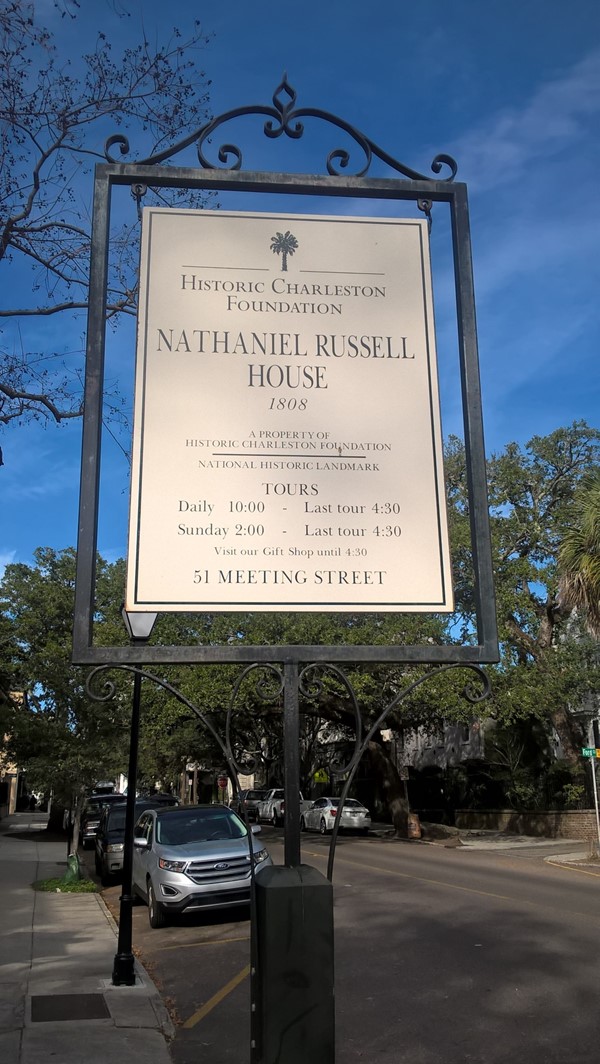 HISTORIC CHARLESTON
FOUNDATION
NATHANIEL RUSSELL
HOUSE
1808
A PROPERTY OF
HISTORIC CHARLESTON FOUNDATION
NATIONAL HISTORIC LANDMARK
TOURS
Daily 10:00 - Last tour 4:30
Sunday 2:00 - Last tour 4:30
Visit our Gift Shop until 4:30
51 MEETING STREET
Ford